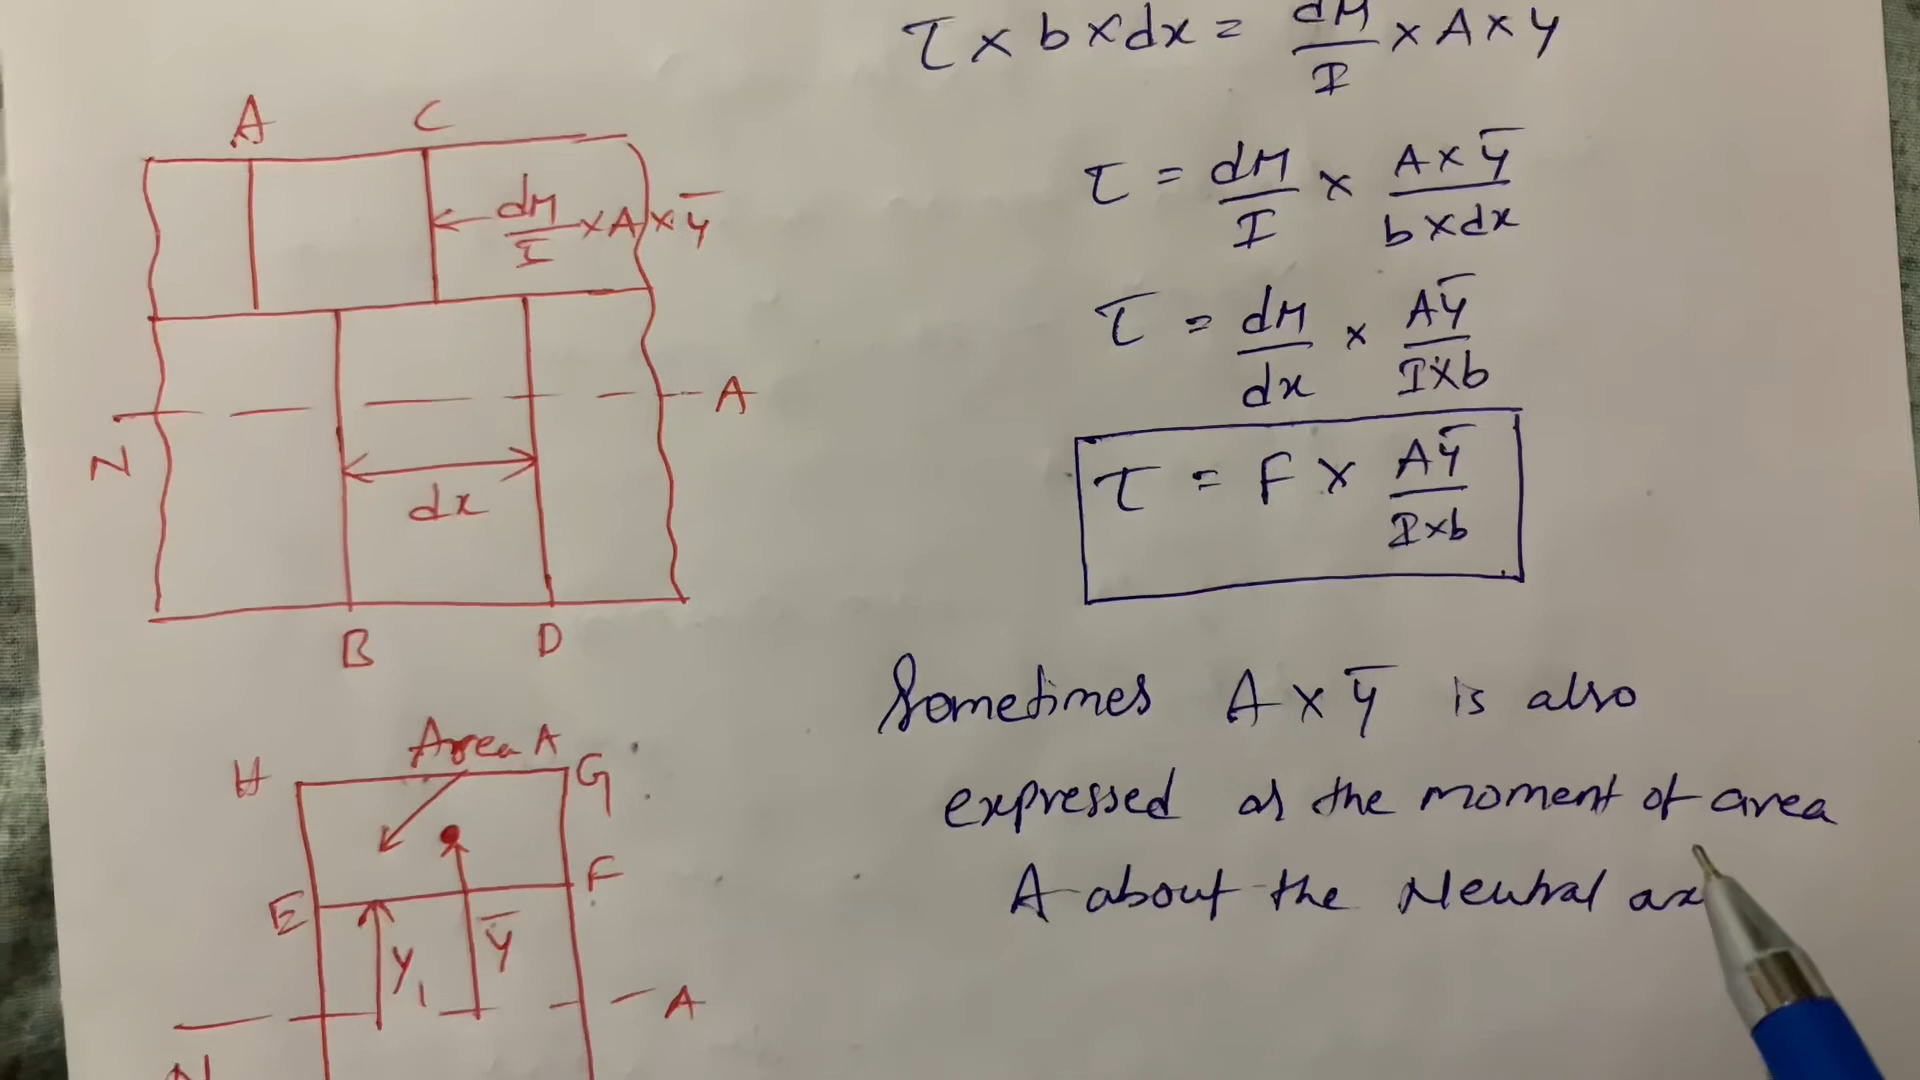 τ × b × dx = dM/I × A × y
A C
τ = dM/I × A × ȳ/b × dx
dM/I × A × ȳ
τ = dM/dx × Aȳ/I × b
N A
τ = F × Aȳ/I × b
dx
B D
Sometimes A × ȳ is also
Area A
H G
expressed as the moment of area
E F
A about the Neutral ax
y₁ ȳ
A
N